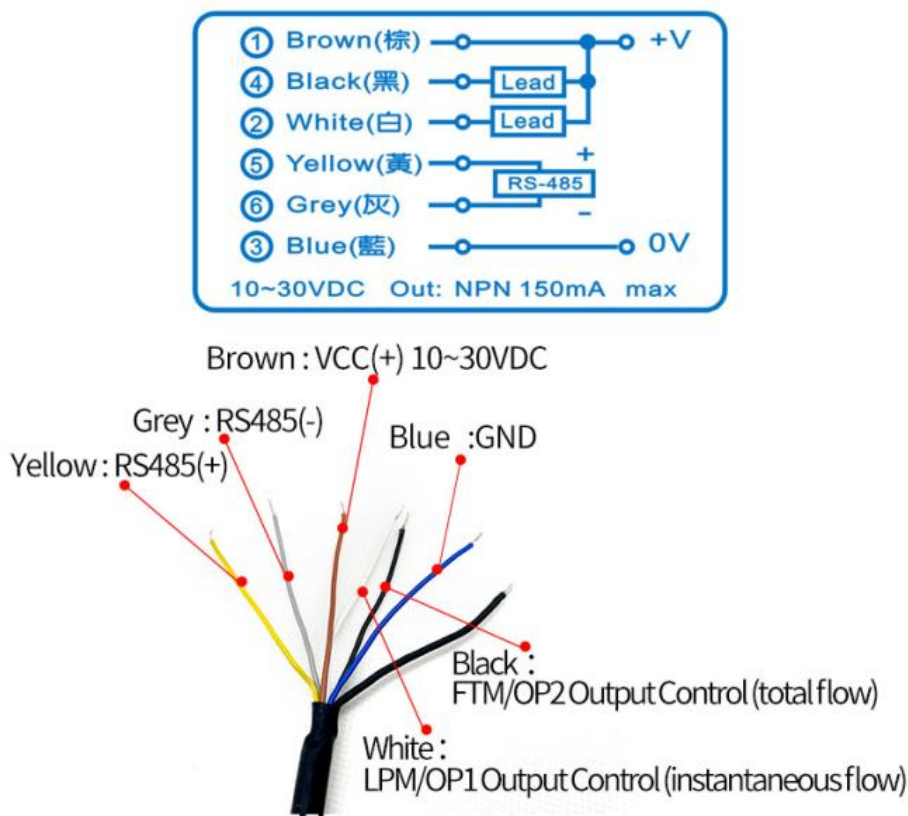 ① Brown(棕) +V
④ Black(黑) Lead
② White(白) Lead
⑤ Yellow(黃) +
RS-485
⑥ Grey(灰) -
③ Blue(藍) 0V
10~30VDC Out: NPN 150mA max
Brown : VCC(+) 10~30VDC
Grey : RS485(-)
Blue :GND
Yellow : RS485(+)
Black :
FTM/OP2 Output Control (total flow)
White :
LPM/OP1 Output Control (instantaneous flow)